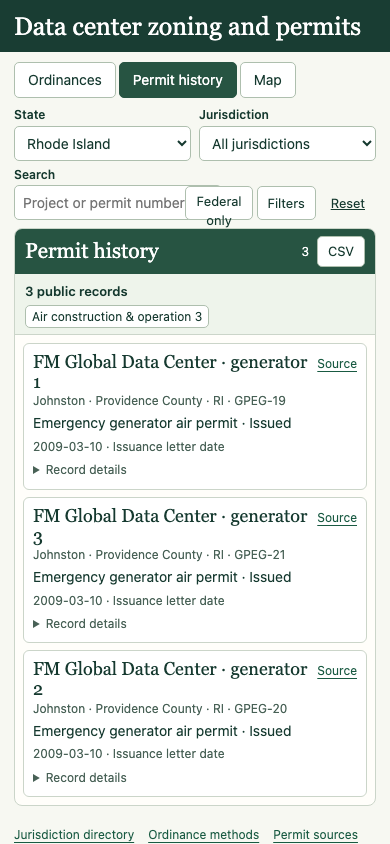 Data center zoning and permits
Ordinances Permit history Map
State Jurisdiction
Rhode Island All jurisdictions
Search
Project or permit number Federal only Filters Reset
Permit history 3 CSV
3 public records
Air construction & operation 3
FM Global Data Center · generator 1 Source
Johnston · Providence County · RI · GPEG-19
Emergency generator air permit · Issued
2009-03-10 · Issuance letter date
Record details
FM Global Data Center · generator 3 Source
Johnston · Providence County · RI · GPEG-21
Emergency generator air permit · Issued
2009-03-10 · Issuance letter date
Record details
FM Global Data Center · generator 2 Source
Johnston · Providence County · RI · GPEG-20
Emergency generator air permit · Issued
2009-03-10 · Issuance letter date
Record details
Jurisdiction directory Ordinance methods Permit sources